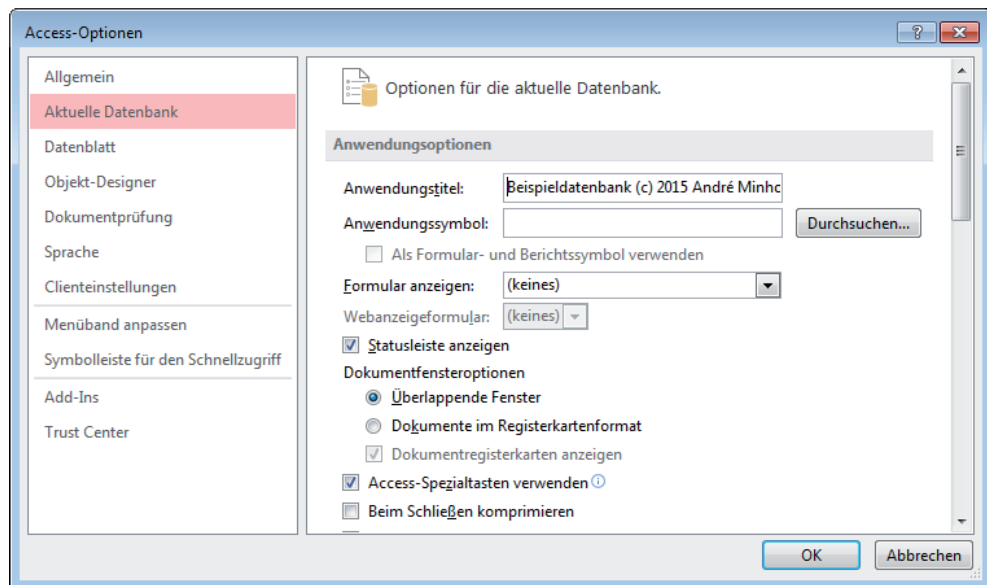 Access-Optionen
Allgemein
Aktuelle Datenbank
Datenblatt
Objekt-Designer
Dokumentprüfung
Sprache
Clienteinstellungen
Menüband anpassen
Symbolleiste für den Schnellzugriff
Add-Ins
Trust Center
Optionen für die aktuelle Datenbank.
Anwendungsoptionen
Anwendungstitel: Beispieldatenbank (c) 2015 André Minhc
Anwendungssymbol: Durchsuchen...
Als Formular- und Berichtssymbol verwenden
Formular anzeigen: (keines)
Webanzeigeformular: (keines)
Statusleiste anzeigen
Dokumentfensteroptionen
Überlappende Fenster
Dokumente im Registerkartenformat
Dokumentregisterkarten anzeigen
Access-Spezialtasten verwenden
Beim Schließen komprimieren
OK Abbrechen